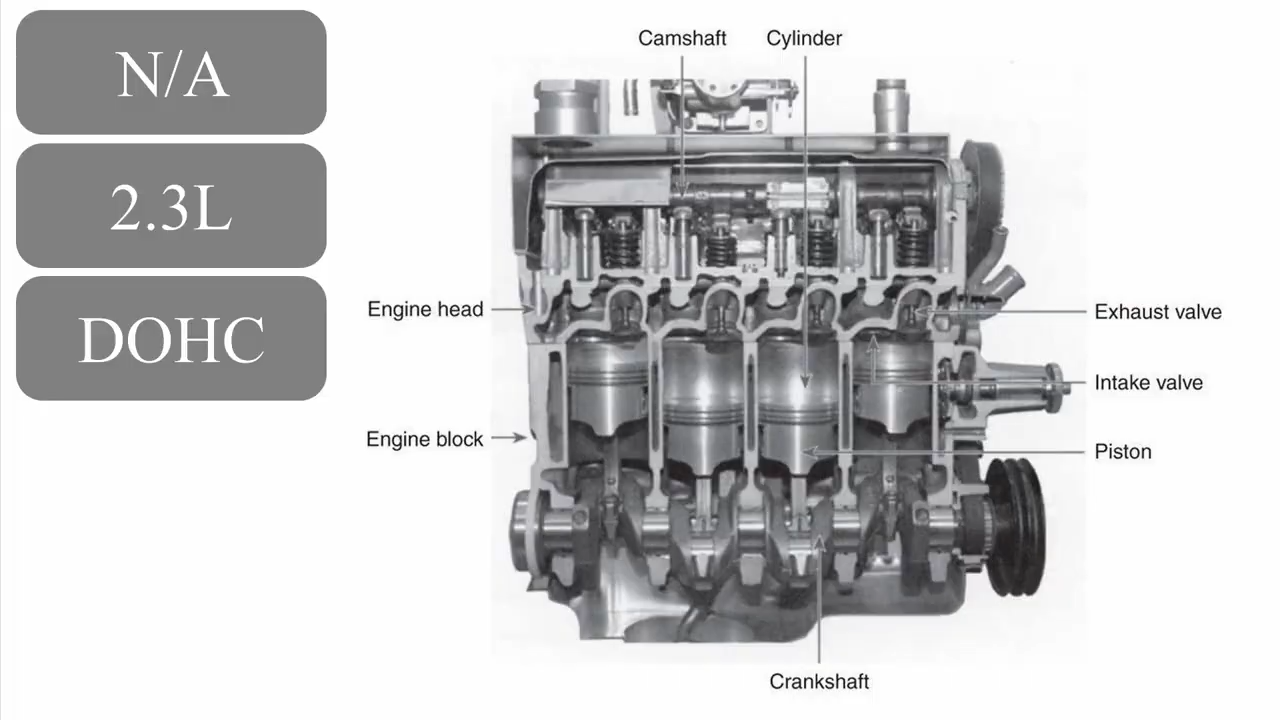 N/A
2.3L
DOHC
Camshaft
Cylinder
Engine head
Exhaust valve
Intake valve
Engine block
Piston
Crankshaft